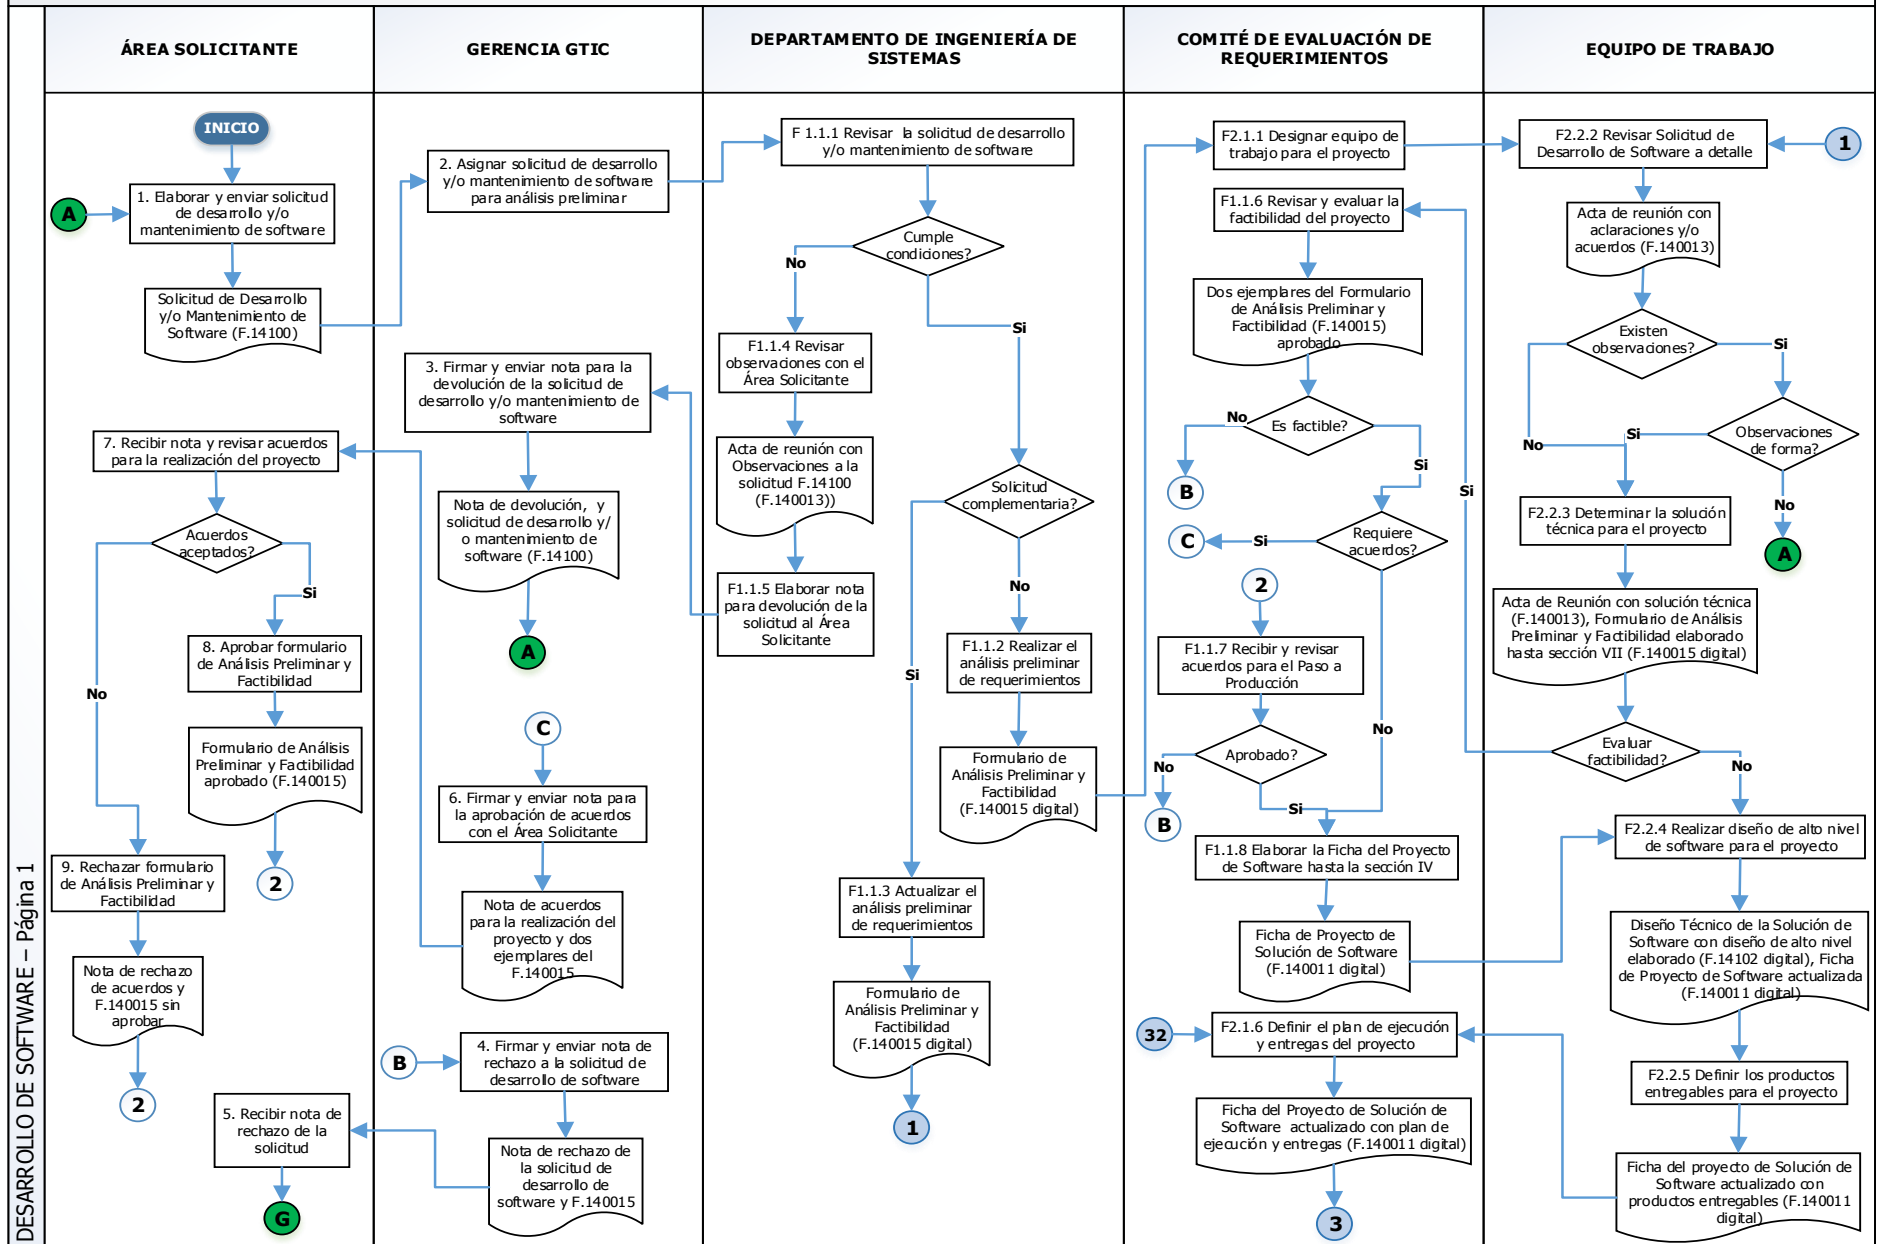 ÁREA SOLICITANTE
GERENCIA GTIC
DEPARTAMENTO DE INGENIERÍA DE
SISTEMAS
COMITÉ DE EVALUACIÓN DE
REQUERIMIENTOS
EQUIPO DE TRABAJO
DESARROLLO DE SOFTWARE – Página 1
INICIO
A
1. Elaborar y enviar solicitud
de desarrollo y/o
mantenimiento de software
Solicitud de Desarrollo
y/o Mantenimiento de
Software (F.14100)
7. Recibir nota y revisar acuerdos
para la realización del proyecto
Acuerdos
aceptados?
No
Si
8. Aprobar formulario
de Análisis Preliminar y
Factibilidad
Formulario de Análisis
Preliminar y Factibilidad
aprobado (F.140015)
2
9. Rechazar formulario
de Análisis Preliminar y
Factibilidad
Nota de rechazo
de acuerdos y
F.140015 sin
aprobar
2
5. Recibir nota de
rechazo de la
solicitud
G
2. Asignar solicitud de desarrollo
y/o mantenimiento de software
para análisis preliminar
3. Firmar y enviar nota para la
devolución de la solicitud de
desarrollo y/o mantenimiento de
software
Nota de devolución, y
solicitud de desarrollo y/
o mantenimiento de
software (F.14100)
A
C
6. Firmar y enviar nota para
la aprobación de acuerdos
con el Área Solicitante
Nota de acuerdos
para la realización del
proyecto y dos
ejemplares del
F.140015
B
4. Firmar y enviar nota de
rechazo a la solicitud de
desarrollo de software
Nota de rechazo de
la solicitud de
desarrollo de
software y F.140015
F 1.1.1 Revisar la solicitud de desarrollo
y/o mantenimiento de software
Cumple
condiciones?
No
Si
F1.1.4 Revisar
observaciones con el
Área Solicitante
Acta de reunión con
Observaciones a la
solicitud F.14100
(F.140013))
F1.1.5 Elaborar nota
para devolución de la
solicitud al Área
Solicitante
Solicitud
complementaria?
No
Si
F1.1.2 Realizar el
análisis preliminar
de requerimientos
Formulario de
Análisis Preliminar y
Factibilidad
(F.140015 digital)
F1.1.3 Actualizar el
análisis preliminar
de requerimientos
Formulario de
Análisis Preliminar y
Factibilidad
(F.140015 digital)
1
F2.1.1 Designar equipo de
trabajo para el proyecto
F1.1.6 Revisar y evaluar la
factibilidad del proyecto
Dos ejemplares del Formulario
de Análisis Preliminar y
Factibilidad (F.140015)
aprobado
No
Es factible?
Si
B
Requiere
acuerdos?
Si
C
No
2
F1.1.7 Recibir y revisar
acuerdos para el Paso a
Producción
Aprobado?
No
B
Si
F1.1.8 Elaborar la Ficha del Proyecto
de Software hasta la sección IV
Ficha de Proyecto de
Solución de Software
(F.140011 digital)
32
F2.1.6 Definir el plan de ejecución
y entregas del proyecto
Ficha del Proyecto de Solución de
Software actualizado con plan de
ejecución y entregas (F.140011 digital)
3
F2.2.2 Revisar Solicitud de
Desarrollo de Software a detalle
1
Acta de reunión con
aclaraciones y/o
acuerdos (F.140013)
Existen
observaciones?
Si
No
Si
Observaciones
de forma?
No
A
F2.2.3 Determinar la solución
técnica para el proyecto
Acta de Reunión con solución técnica
(F.140013), Formulario de Análisis
Preliminar y Factibilidad elaborado
hasta sección VII (F.140015 digital)
Si
Evaluar
factibilidad?
No
F2.2.4 Realizar diseño de alto nivel
de software para el proyecto
Diseño Técnico de la Solución de
Software con diseño de alto nivel
elaborado (F.14102 digital), Ficha
de Proyecto de Software actualizada
(F.140011 digital)
F2.2.5 Definir los productos
entregables para el proyecto
Ficha del proyecto de Solución de
Software actualizado con
productos entregables (F.140011
digital)